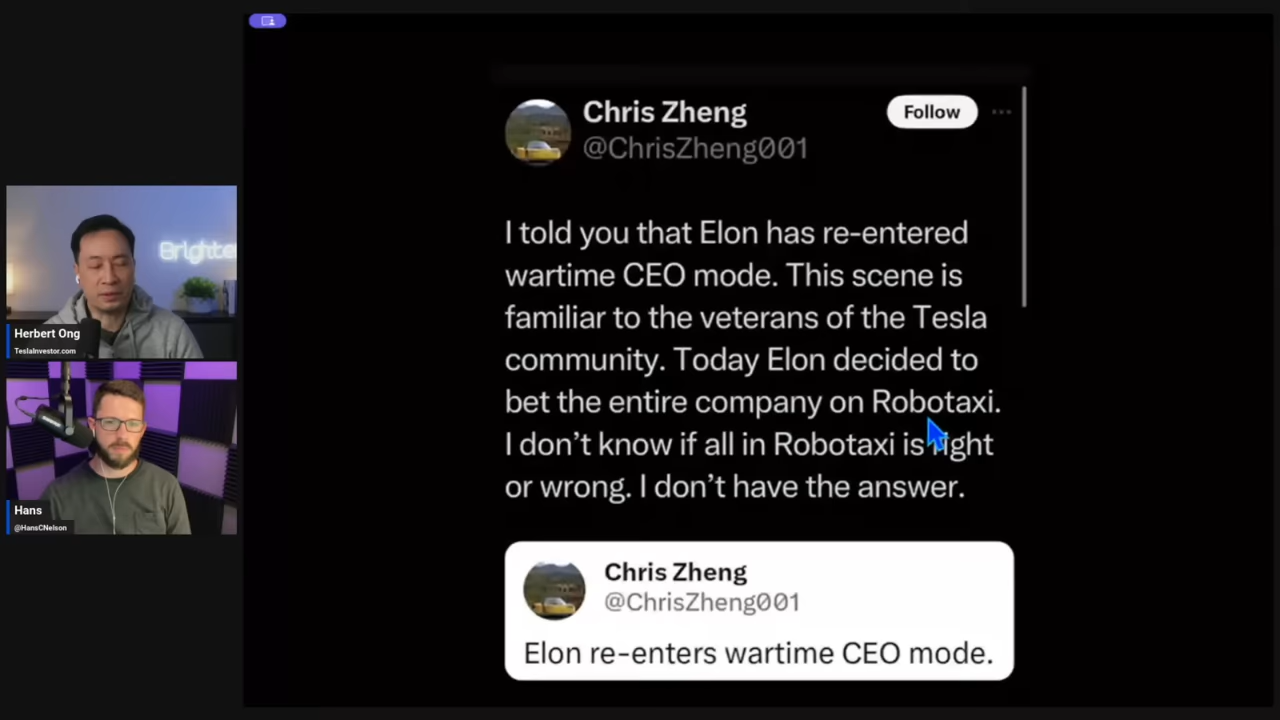 Chris Zheng
@ChrisZheng001
Follow
I told you that Elon has re-entered
wartime CEO mode. This scene is
familiar to the veterans of the Tesla
community. Today Elon decided to
bet the entire company on Robotaxi.
I don't know if all in Robotaxi is right
or wrong. I don't have the answer.
Chris Zheng
@ChrisZheng001
Elon re-enters wartime CEO mode.
Brighte
Herbert Ong
TeslaInvestor.com
Hans
@HansCNelson